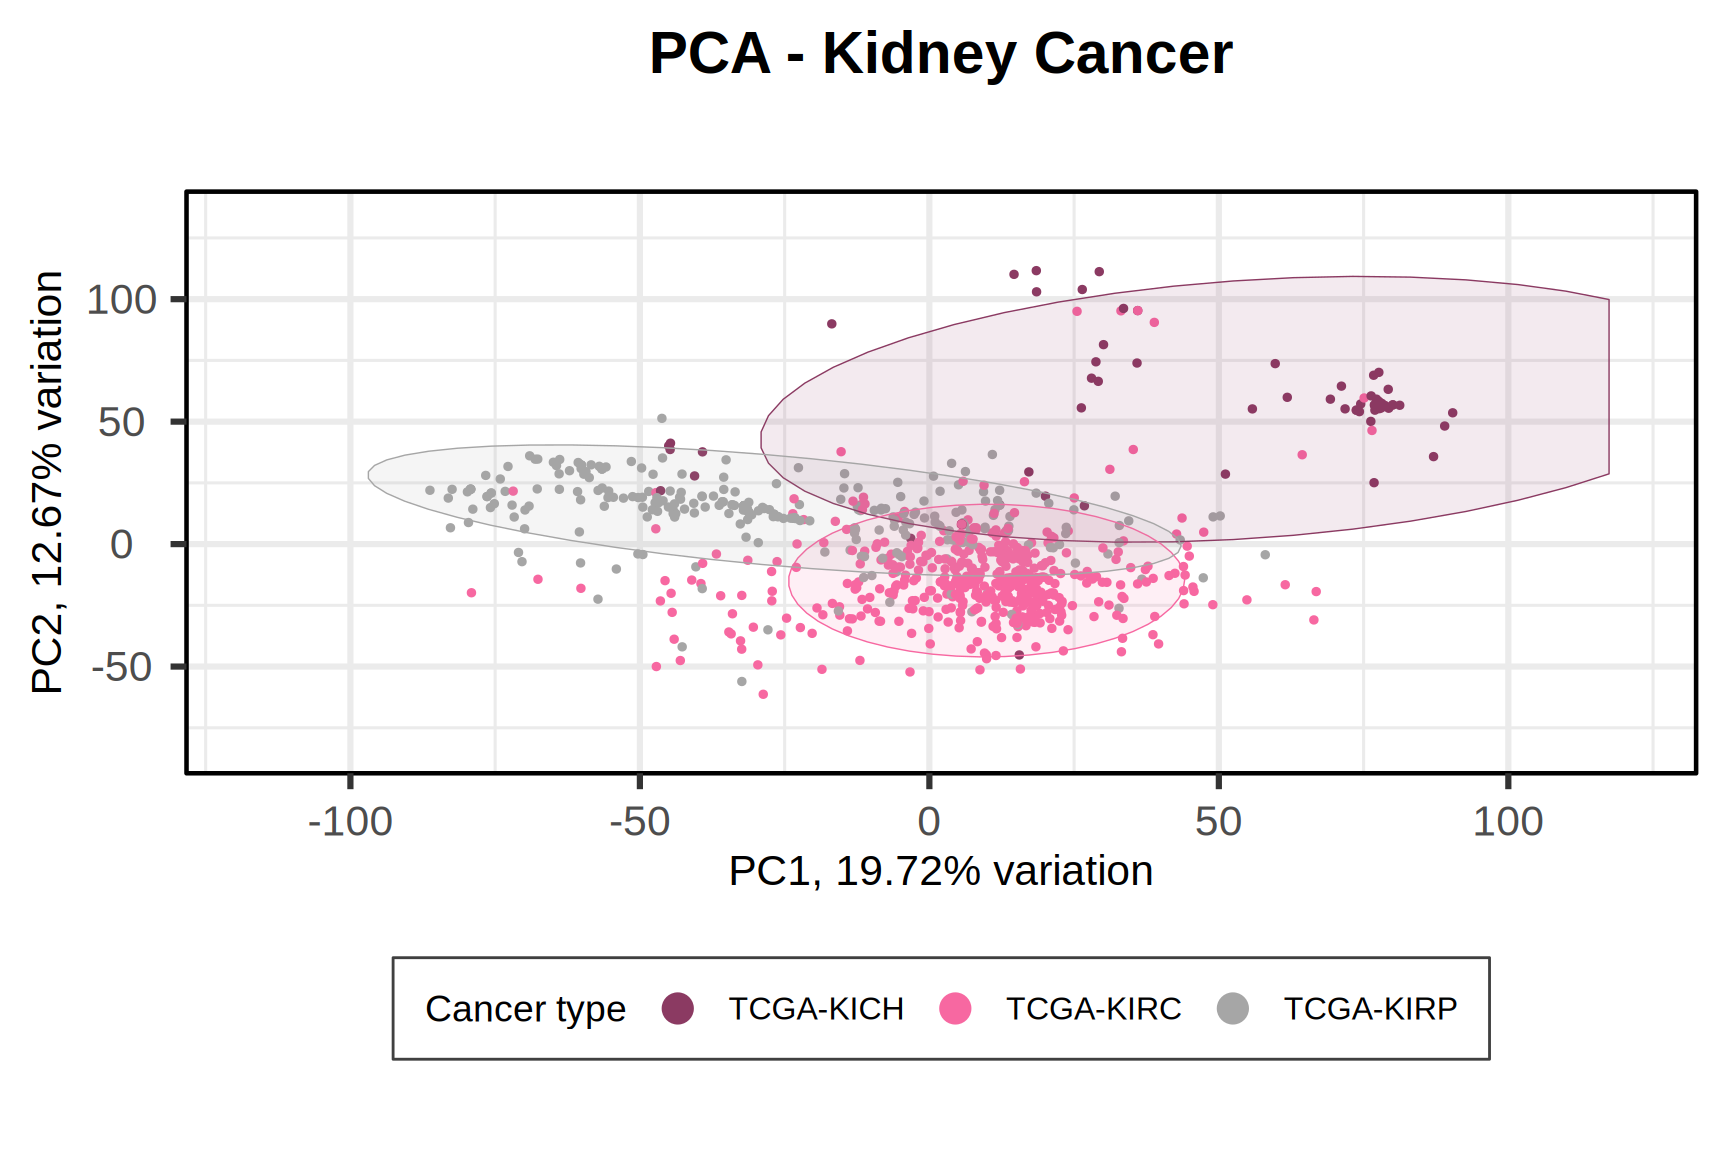 PCA - Kidney Cancer
PC2, 12.67% variation
100
50
0
-50
-100
-50
0
50
100
PC1, 19.72% variation
Cancer type
TCGA-KICH
TCGA-KIRC
TCGA-KIRP